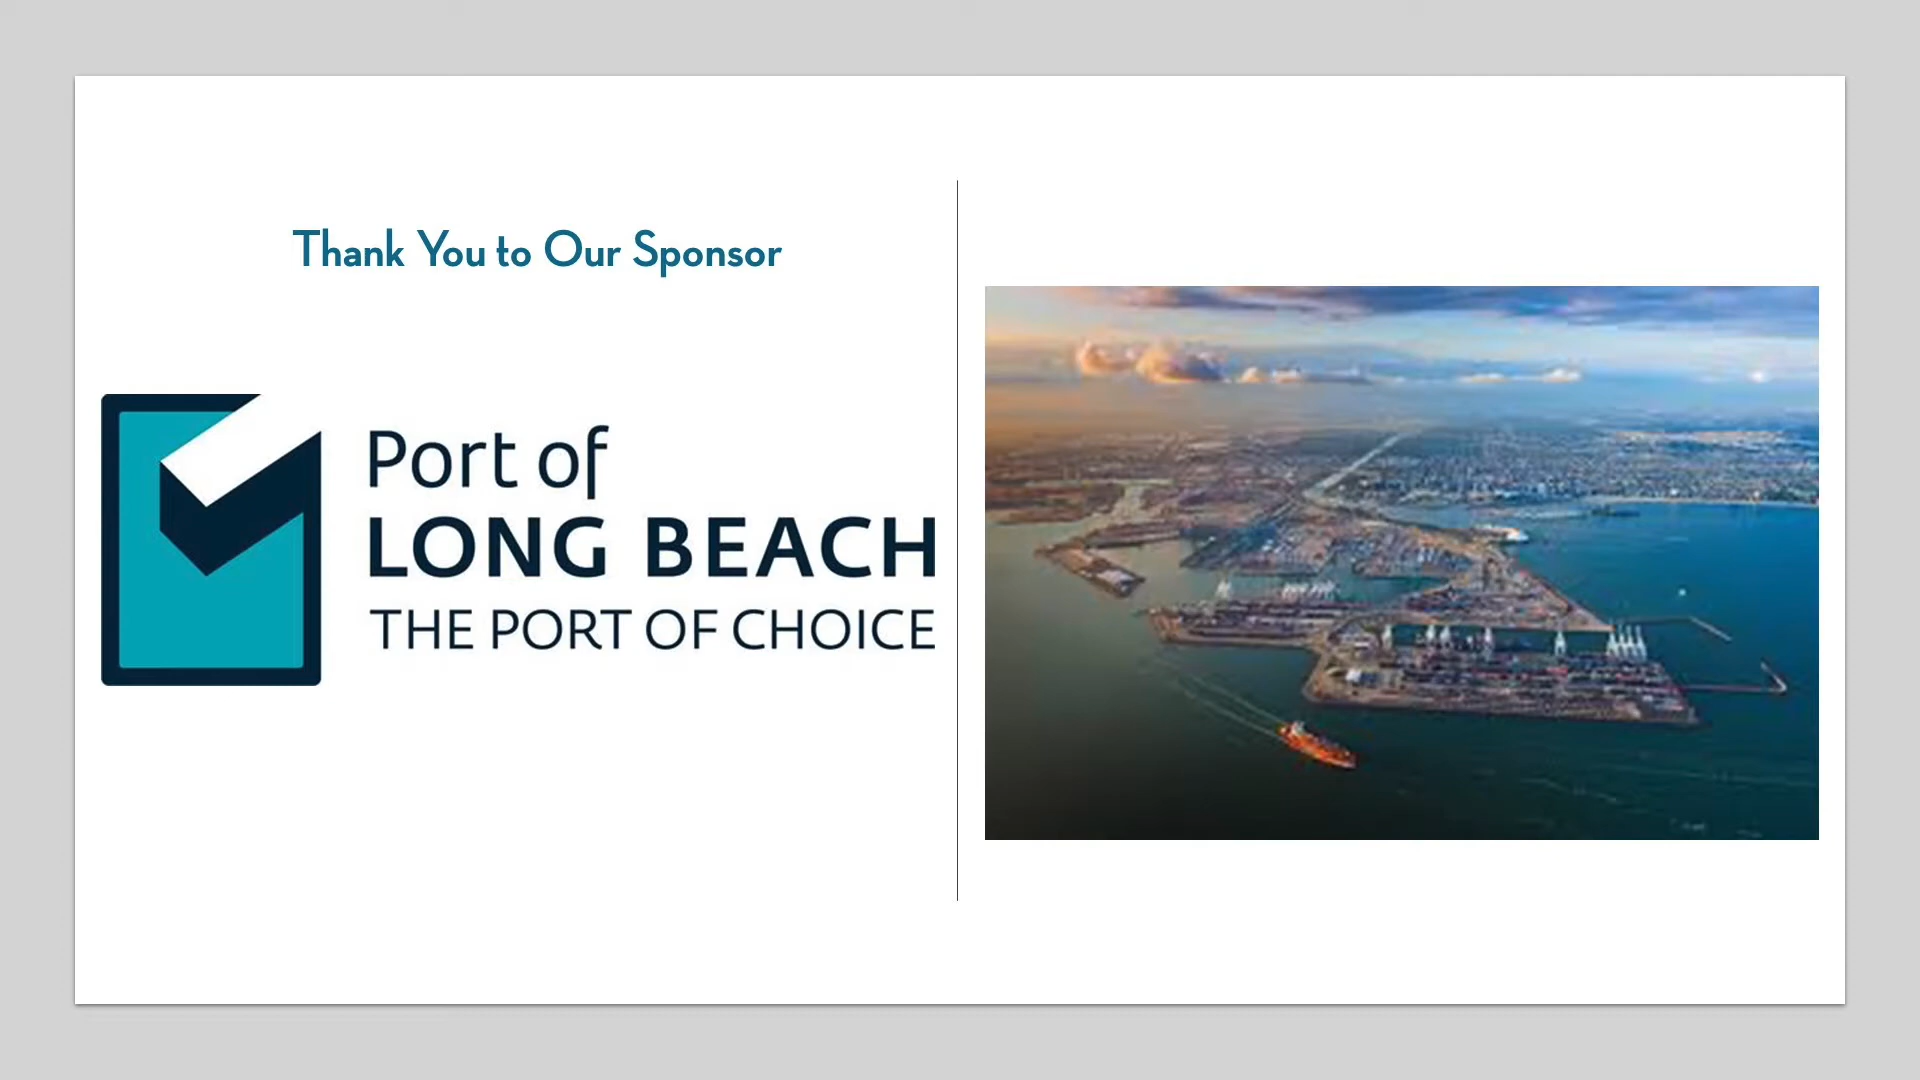 Thank You to Our Sponsor
Port of
LONG BEACH
THE PORT OF CHOICE